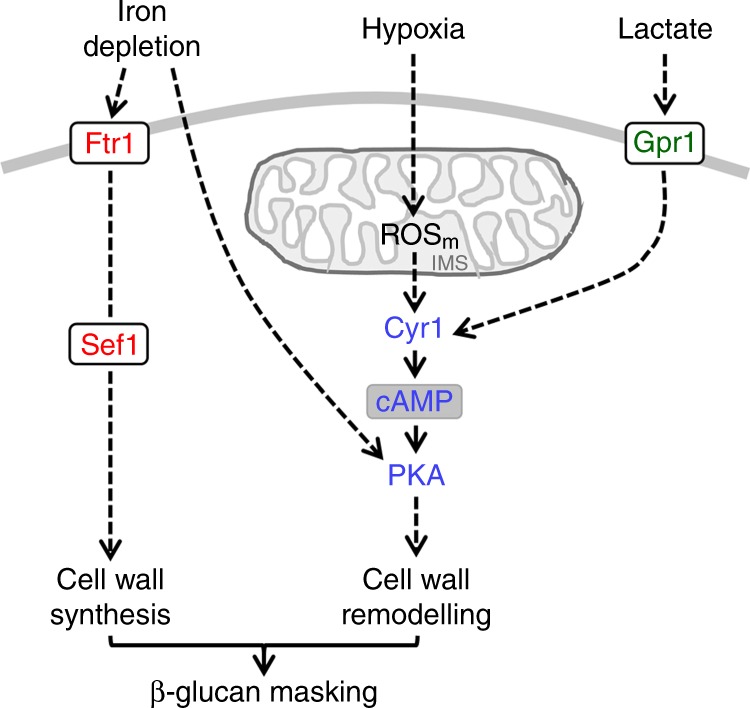 Iron
depletion
Hypoxia
Lactate
Ftr1
Gpr1
ROSm
IMS
Sef1
Cyr1
cAMP
PKA
Cell wall
synthesis
Cell wall
remodelling
β-glucan masking